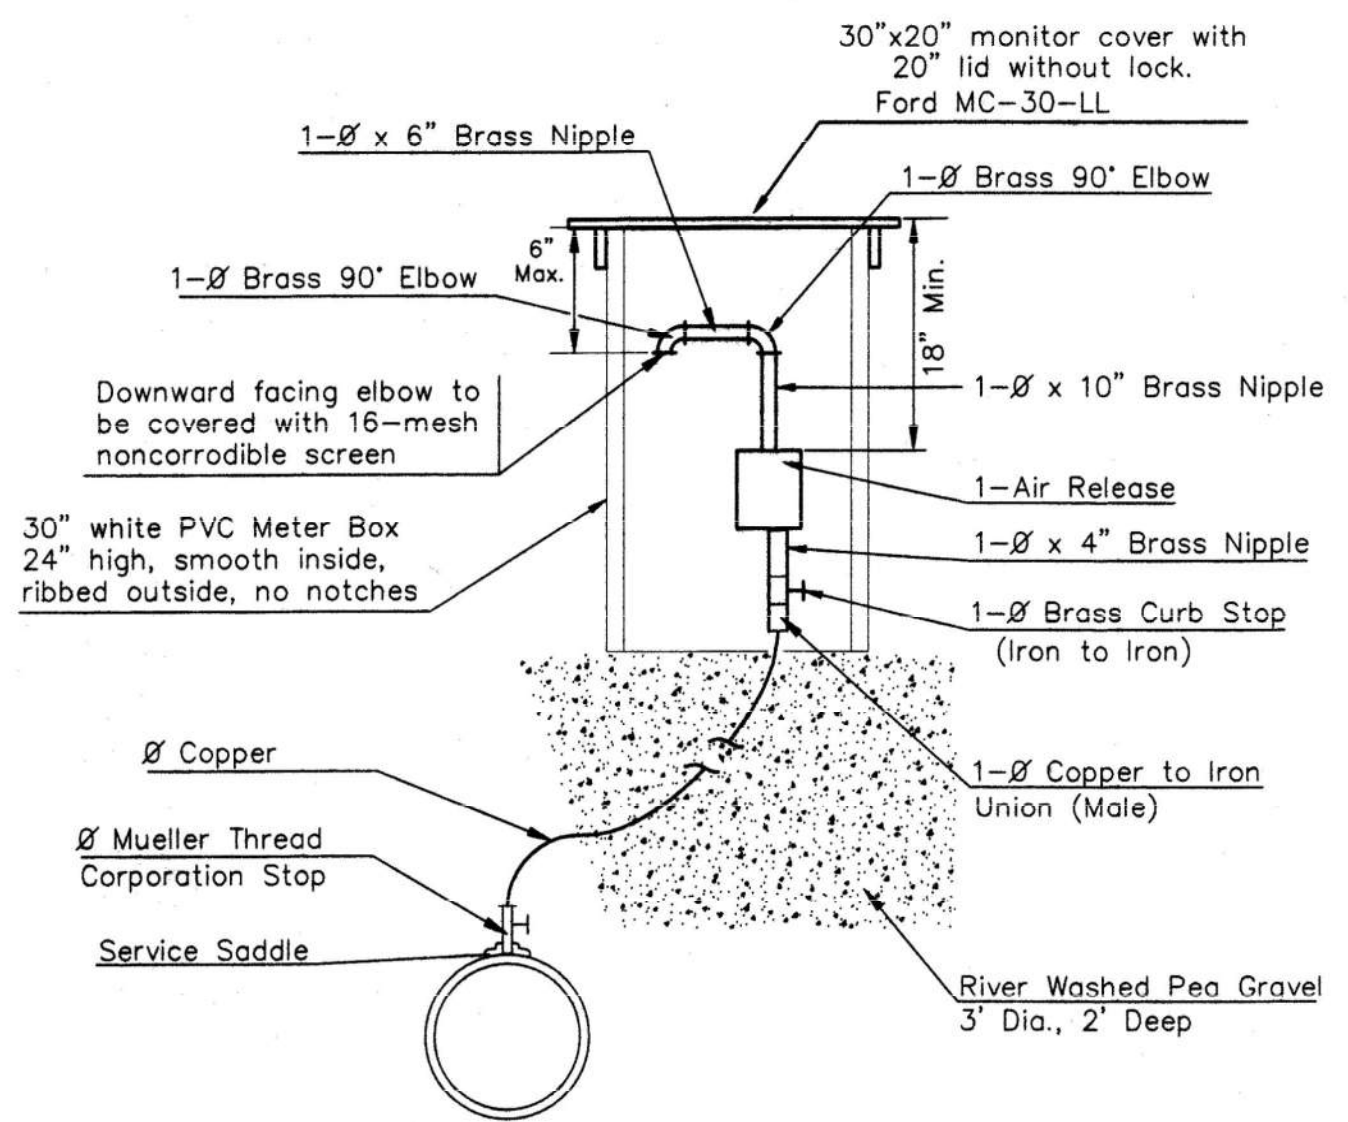 30"x20" monitor cover with
20" lid without lock.
Ford MC-30-LL
1-Ø x 6" Brass Nipple
1-Ø Brass 90° Elbow
6"
Max.
1-Ø Brass 90° Elbow
18" Min.
Downward facing elbow to
be covered with 16-mesh
noncorrodible screen
1-Ø x 10" Brass Nipple
1-Air Release
30" white PVC Meter Box
24" high, smooth inside,
ribbed outside, no notches
1-Ø x 4" Brass Nipple
1-Ø Brass Curb Stop
(Iron to Iron)
Ø Copper
1-Ø Copper to Iron
Union (Male)
Ø Mueller Thread
Corporation Stop
Service Saddle
River Washed Pea Gravel
3' Dia., 2' Deep